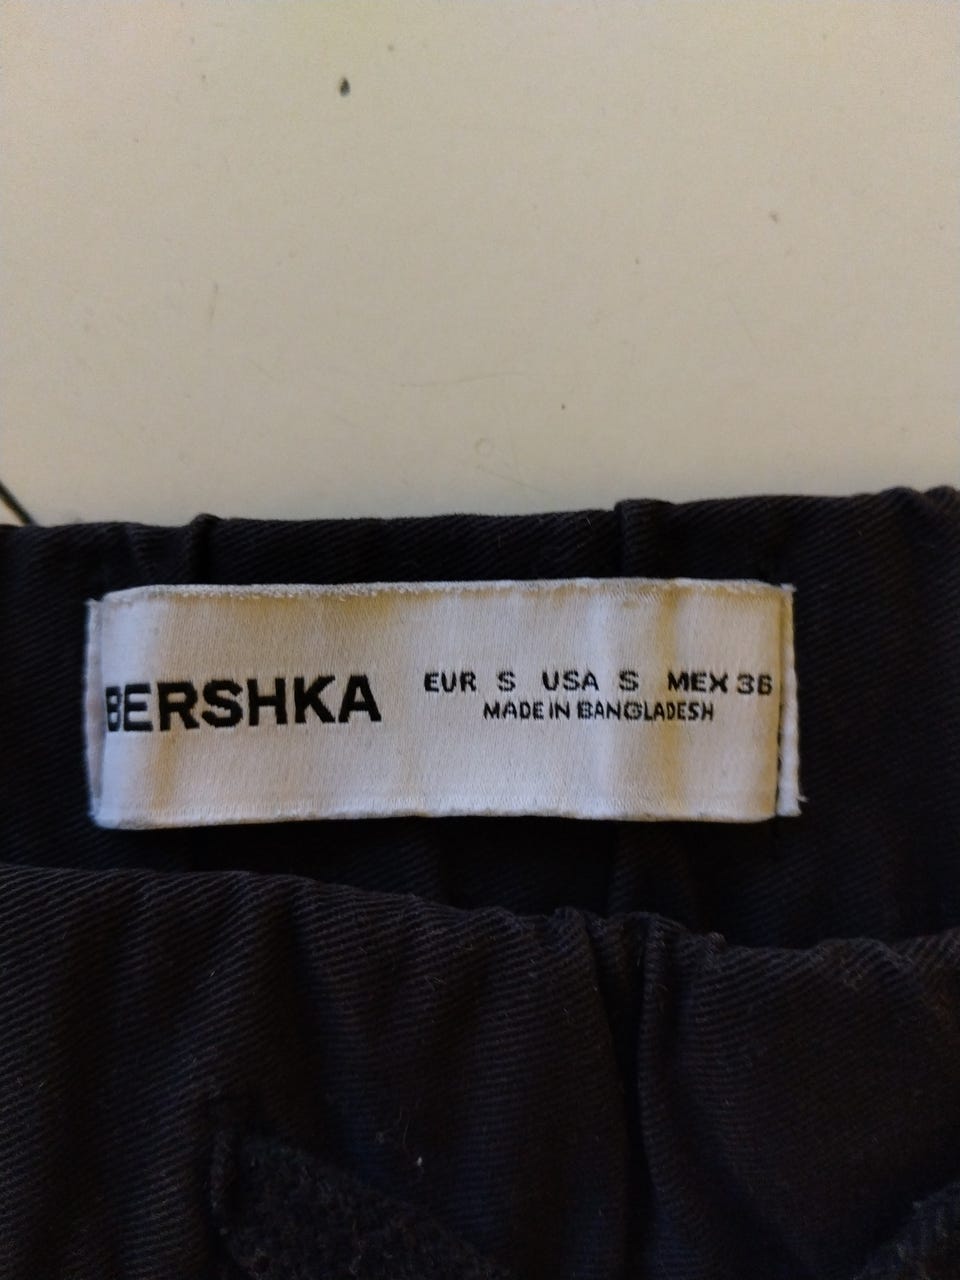 BERSHKA
EUR S USA S MEX 36
MADE IN BANGLADESH